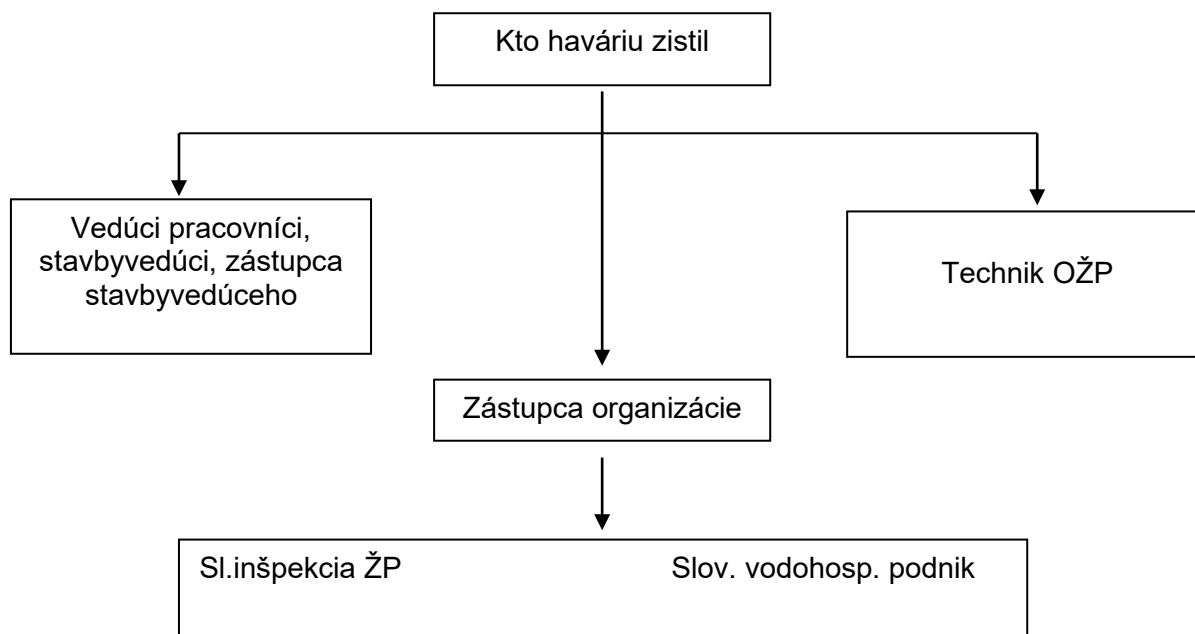 Kto haváriu zistil
Vedúci pracovníci,
stavbyvedúci, zástupca
stavbyvedúceho
Technik OŽP
Zástupca organizácie
Sl.inšpekcia ŽP
Slov. vodohosp. podnik